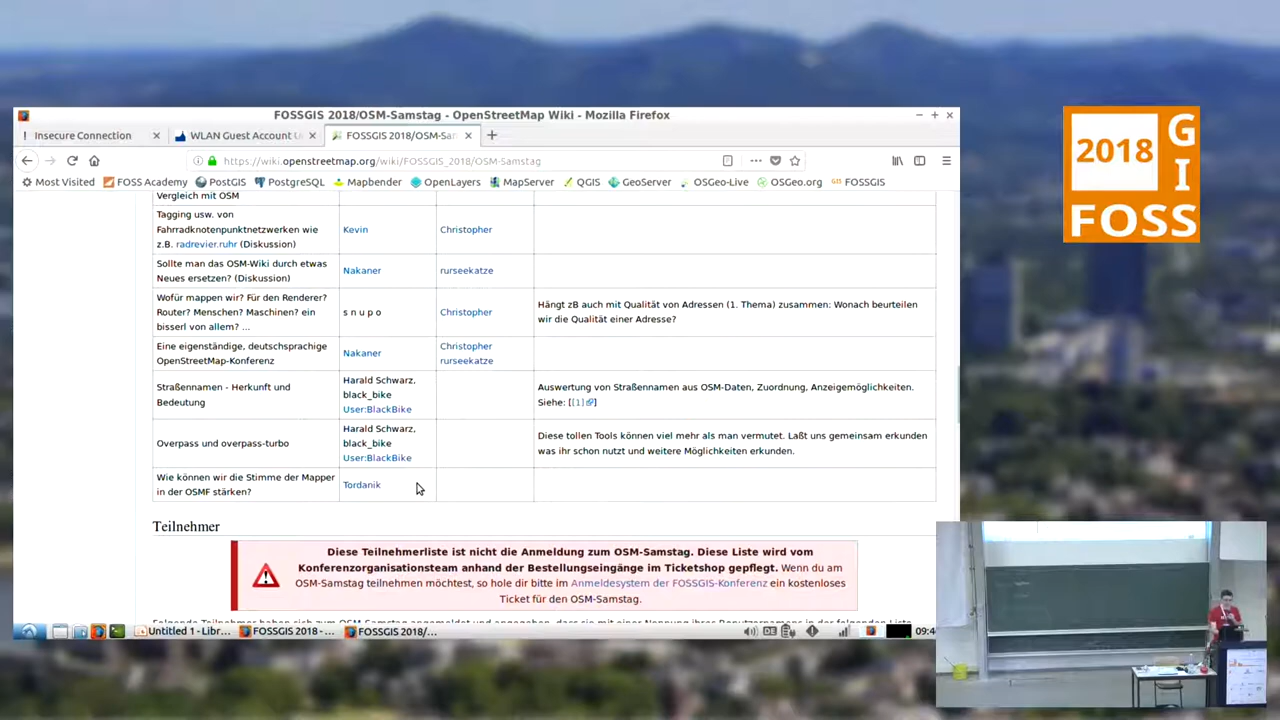 FOSSGIS 2018/OSM-Samstag - OpenStreetMap Wiki - Mozilla Firefox
Insecure Connection
WLAN Guest Account U
FOSSGIS 2018/OSM-Sam
https://wiki.openstreetmap.org/wiki/FOSSGIS_2018/OSM-Samstag
Most Visited FOSS Academy PostGIS PostgreSQL Mapbender OpenLayers MapServer QGIS GeoServer OSGeo-Live OSGeo.org FOSSGIS
Vergleich mit OSM
Tagging usw. von
Fahrradknotenpunktnetzwerken wie
z.B. radrevier.ruhr (Diskussion)
Kevin
Christopher
Sollte man das OSM-Wiki durch etwas
Neues ersetzen? (Diskussion)
Nakaner
rurseekatze
Wofür mappen wir? Für den Renderer?
Router? Menschen? Maschinen? ein
bisserl von allem? ...
s n u p o
Christopher
Hängt zB auch mit Qualität von Adressen (1. Thema) zusammen: Wonach beurteilen
wir die Qualität einer Adresse?
Eine eigenständige, deutschsprachige
OpenStreetMap-Konferenz
Nakaner
Christopher
rurseekatze
Straßennamen - Herkunft und
Bedeutung
Harald Schwarz,
black_bike
User:BlackBike
Auswertung von Straßennamen aus OSM-Daten, Zuordnung, Anzeigemöglichkeiten.
Siehe: [[1]]
Overpass und overpass-turbo
Harald Schwarz,
black_bike
User:BlackBike
Diese tollen Tools können viel mehr als man vermutet. Laßt uns gemeinsam erkunden
was ihr schon nutzt und weitere Möglichkeiten erkunden.
Wie können wir die Stimme der Mapper
in der OSMF stärken?
Tordanik
Teilnehmer
Diese Teilnehmerliste ist nicht die Anmeldung zum OSM-Samstag. Diese Liste wird vom
Konferenzorganisationsteam anhand der Bestellungseingänge im Ticketshop gepflegt. Wenn du am
OSM-Samstag teilnehmen möchtest, so hole dir bitte im Anmeldesystem der FOSSGIS-Konferenz ein kostenloses
Ticket für den OSM-Samstag.
Untitled 1 - Libr...
FOSSGIS 2018 - ...
FOSSGIS 2018/...
DE
09:4
2018
G
I
FOSS